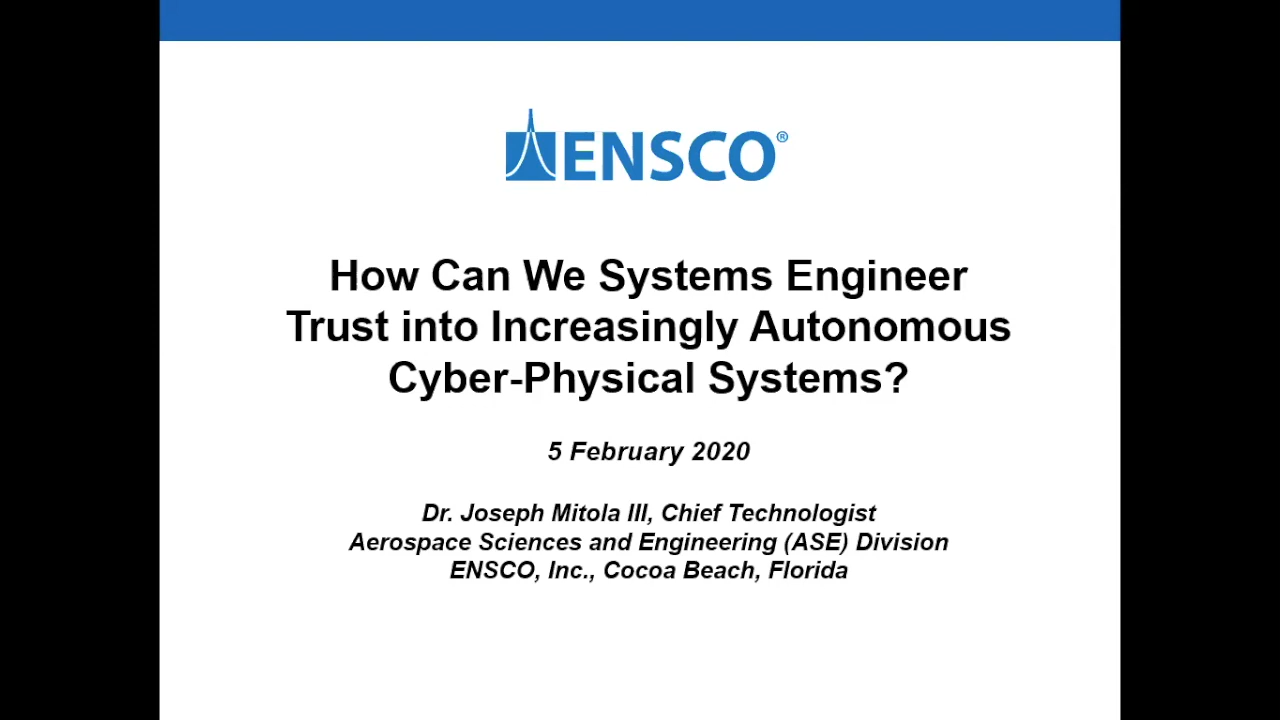 ENSCO®
How Can We Systems Engineer
Trust into Increasingly Autonomous
Cyber-Physical Systems?
5 February 2020
Dr. Joseph Mitola III, Chief Technologist
Aerospace Sciences and Engineering (ASE) Division
ENSCO, Inc., Cocoa Beach, Florida